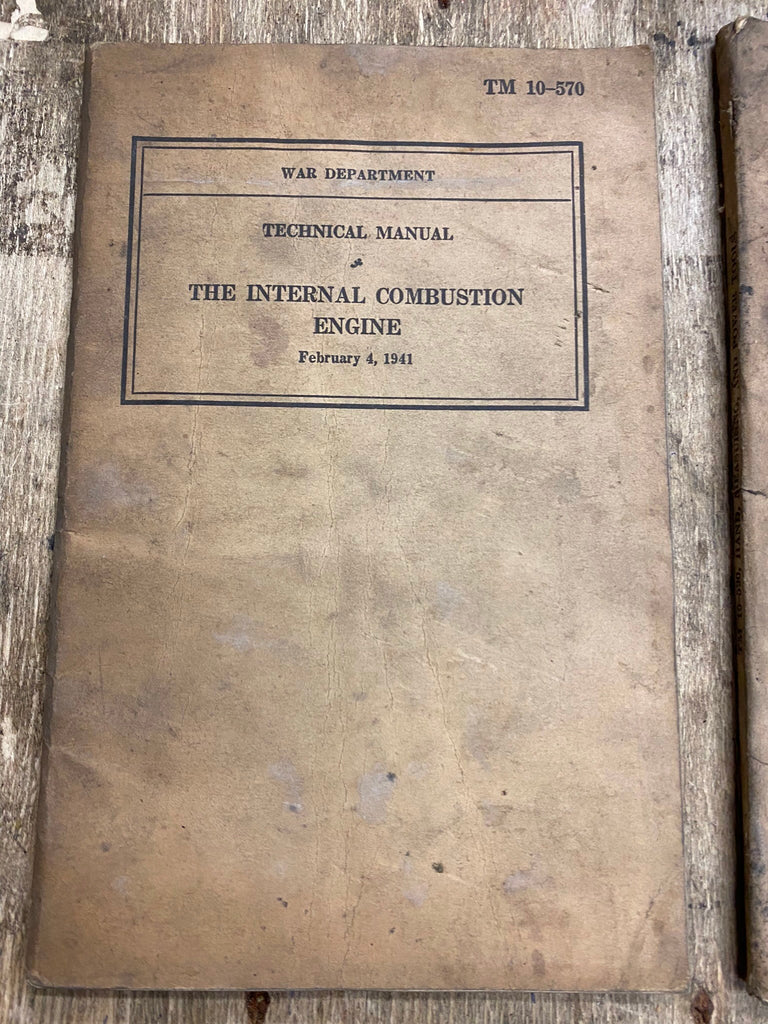 TM 10–570
WAR DEPARTMENT
TECHNICAL MANUAL
THE INTERNAL COMBUSTION
ENGINE
February 4, 1941